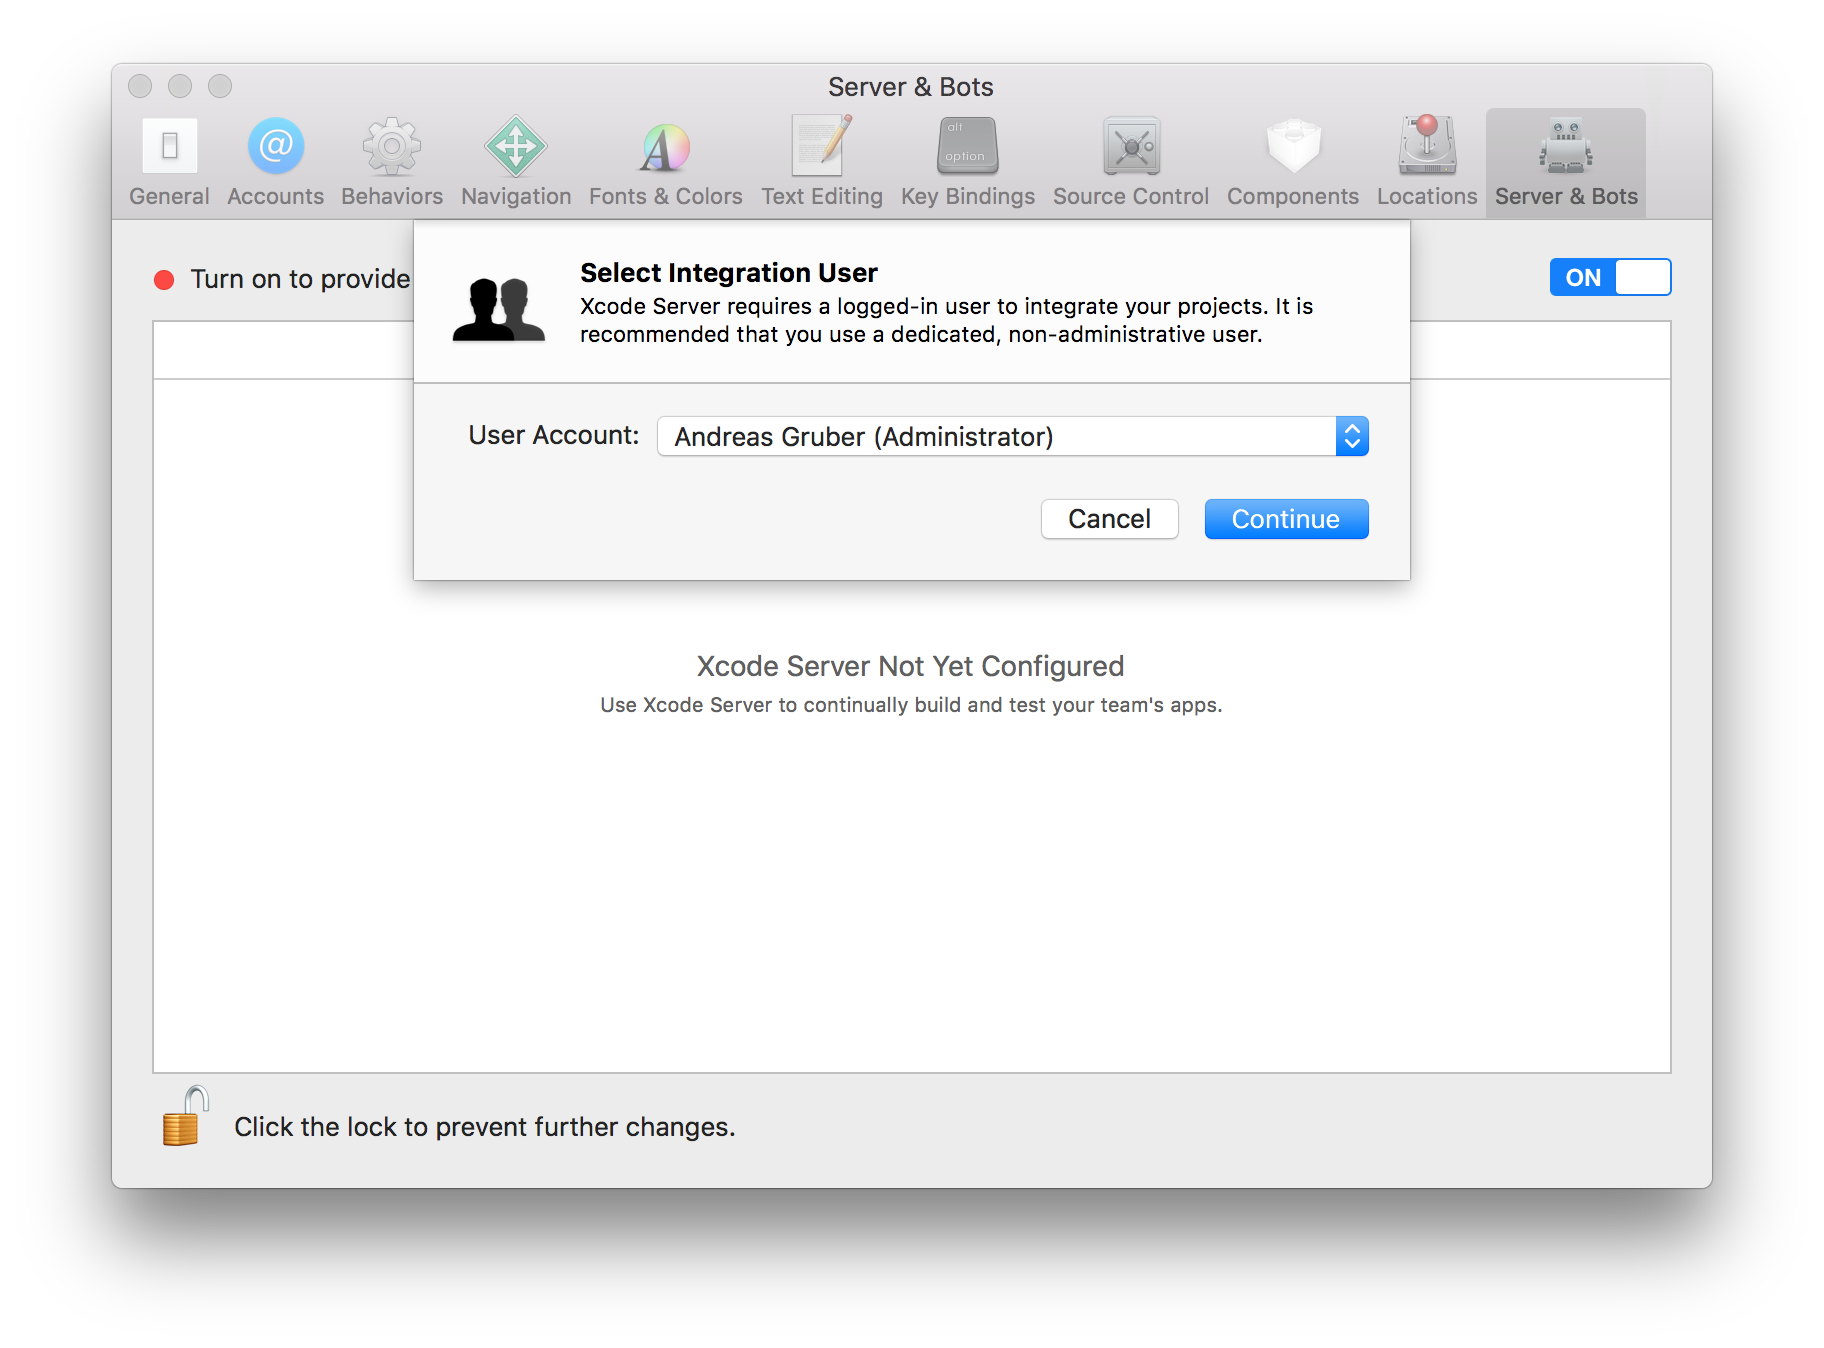 Server & Bots
@
alt
option
A
General Accounts Behaviors Navigation Fonts & Colors Text Editing Key Bindings Source Control Components Locations Server & Bots
Turn on to provide
ON
Select Integration User
Xcode Server requires a logged-in user to integrate your projects. It is
recommended that you use a dedicated, non-administrative user.
User Account: Andreas Gruber (Administrator)
Cancel Continue
Xcode Server Not Yet Configured
Use Xcode Server to continually build and test your team's apps.
Click the lock to prevent further changes.